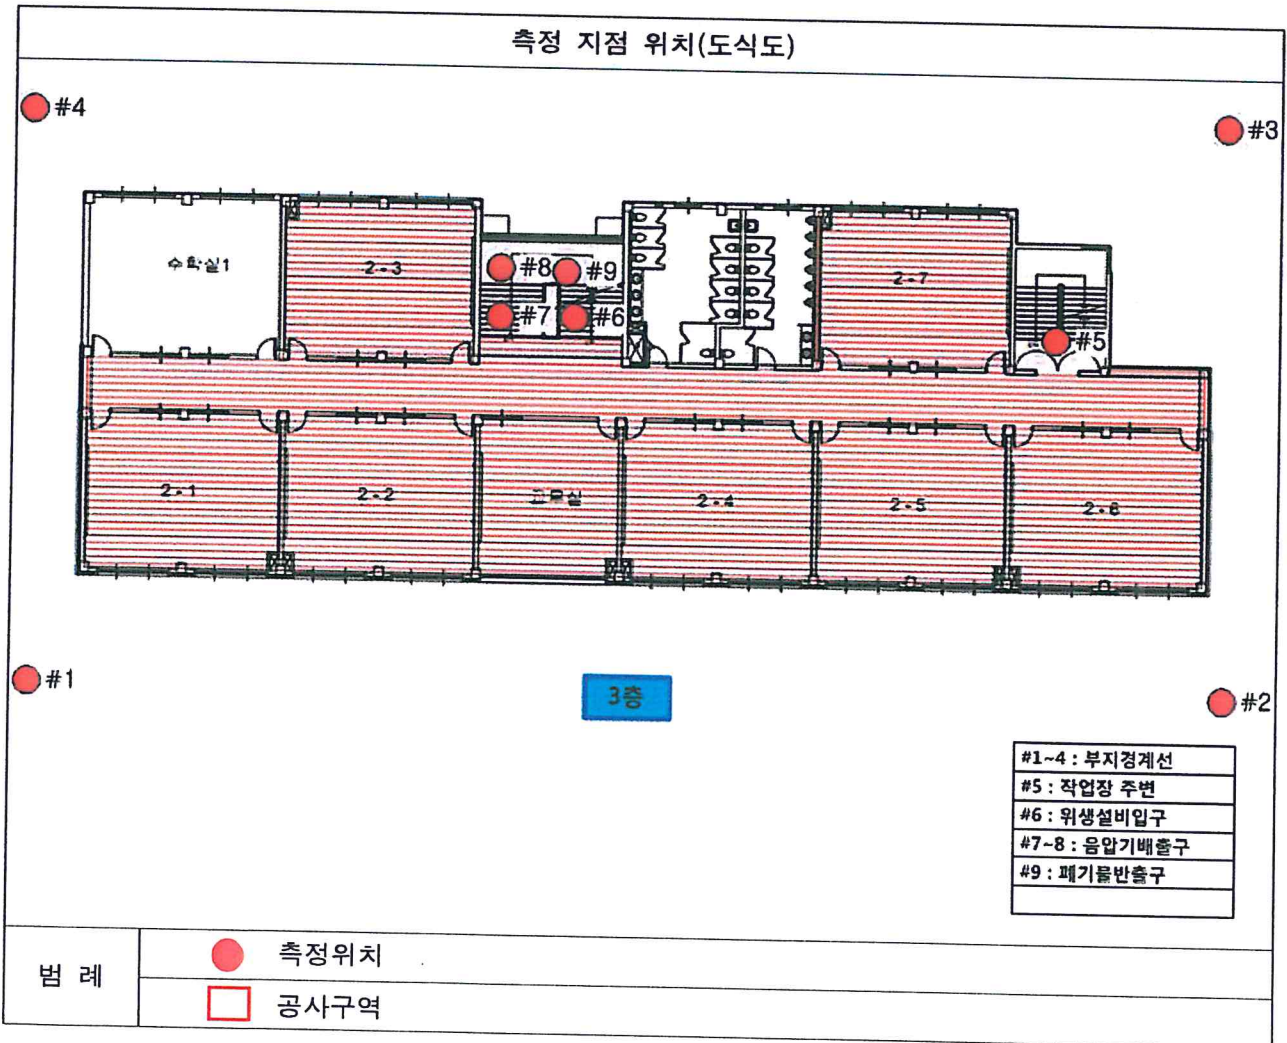 측정 지점 위치(도식도)
#4
#3
수학실1
2-3
#8
#9
2-7
#7
#6
#5
2-1
2-2
교무실
2-4
2-5
2-6
#1
3층
#2
#1~4 : 부지경계선
#5 : 작업장 주변
#6 : 위생설비입구
#7~8 : 음압기배출구
#9 : 폐기물반출구
범 례
측정위치
공사구역